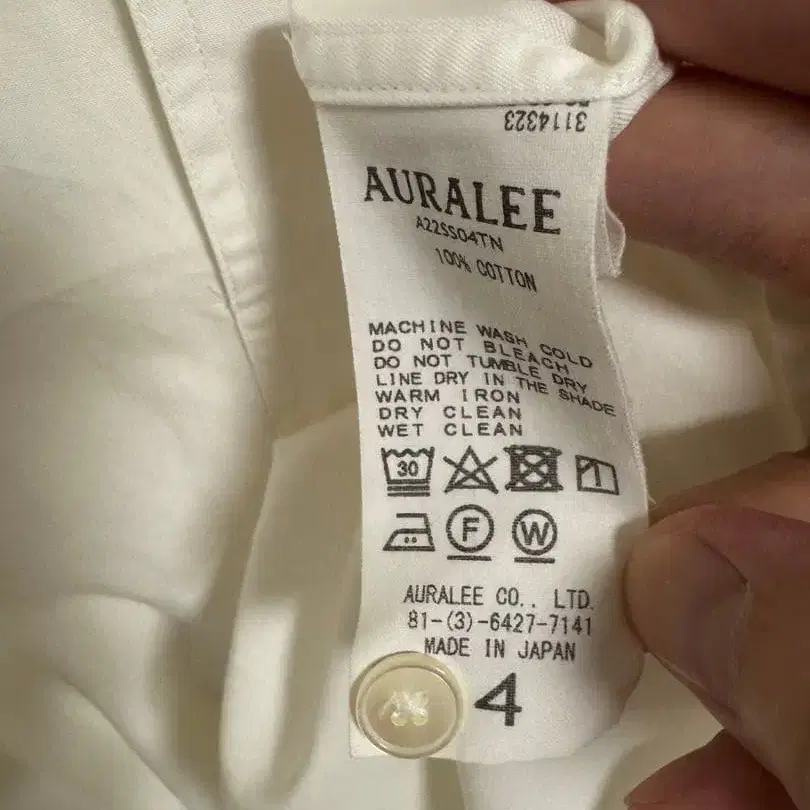 3114323
AURALEE
A22SS04TN
100% COTTON
MACHINE WASH COLD
DO NOT BLEACH
DO NOT TUMBLE DRY
LINE DRY IN THE SHADE
WARM IRON
DRY CLEAN
WET CLEAN
30
F W
AURALEE CO., LTD.
81-(3)-6427-7141
MADE IN JAPAN
4